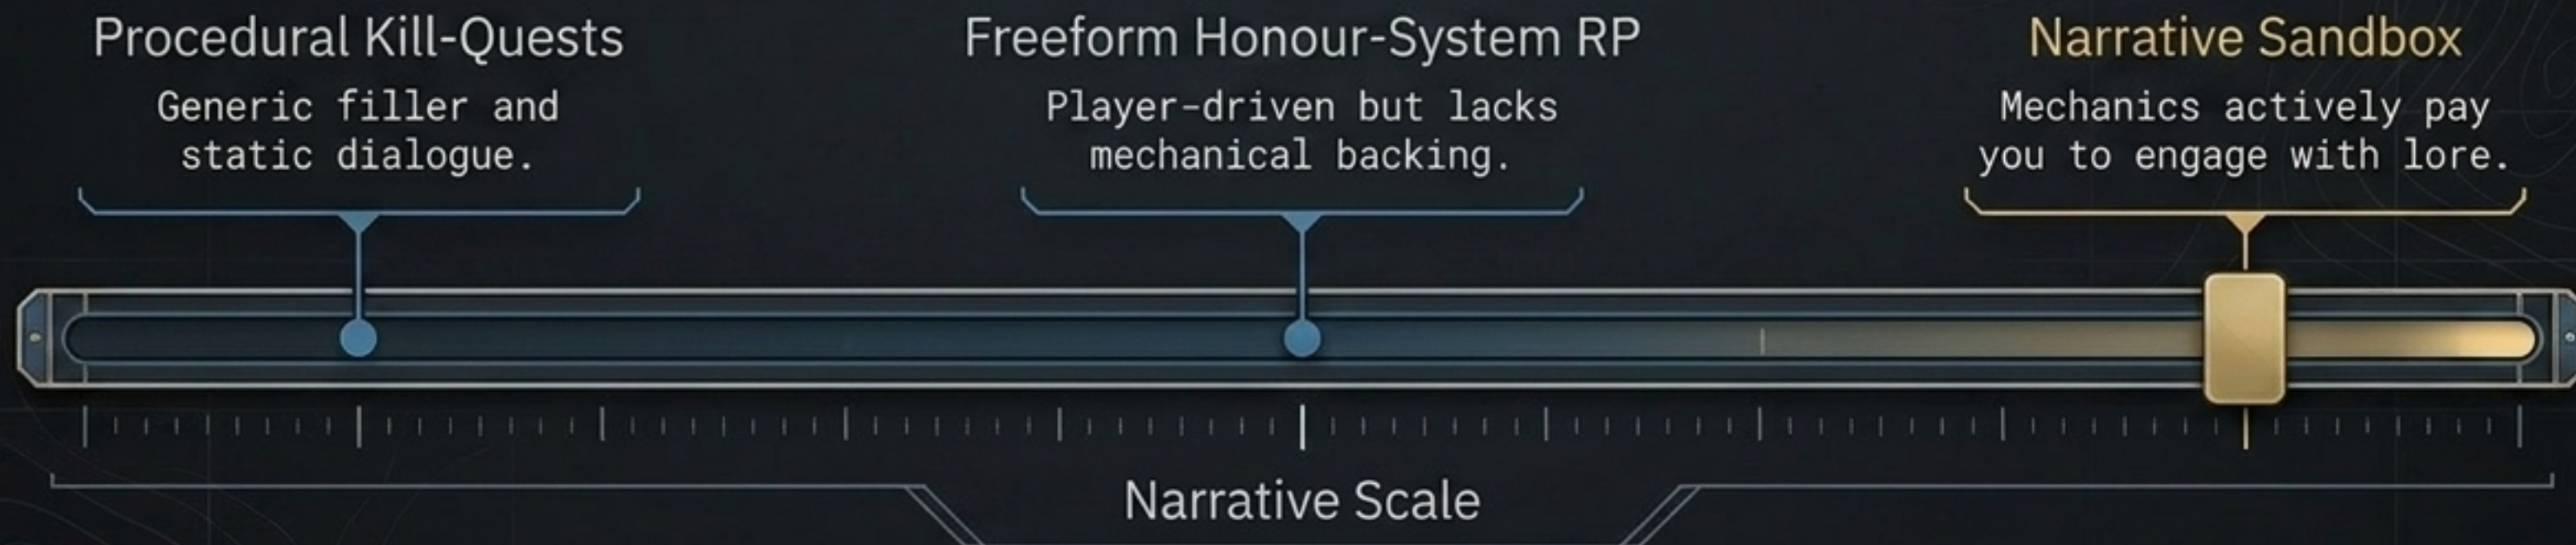 Procedural Kill-Quests
Generic filler and
static dialogue.
Freeform Honour-System RP
Player-driven but lacks
mechanical backing.
Narrative Sandbox
Mechanics actively pay
you to engage with lore.
Narrative Scale